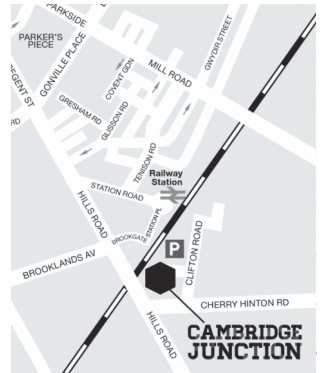 PARKSIDE
PARKER'S
PIECE
GONVILLE PLACE
REGENT ST
COVENT GDN
MILL ROAD
GWYDIR STREET
GRESHAM RD
GLISSON RD
RD
TENISON RD
Railway
Station
STATION ROAD
HILLS ROAD
STATION PL
BROOKGATE
P
CLIFTON ROAD
BROOKLANDS AV
CHERRY HINTON RD
HILLS ROAD
CAMBRIDGE
JUNCTION